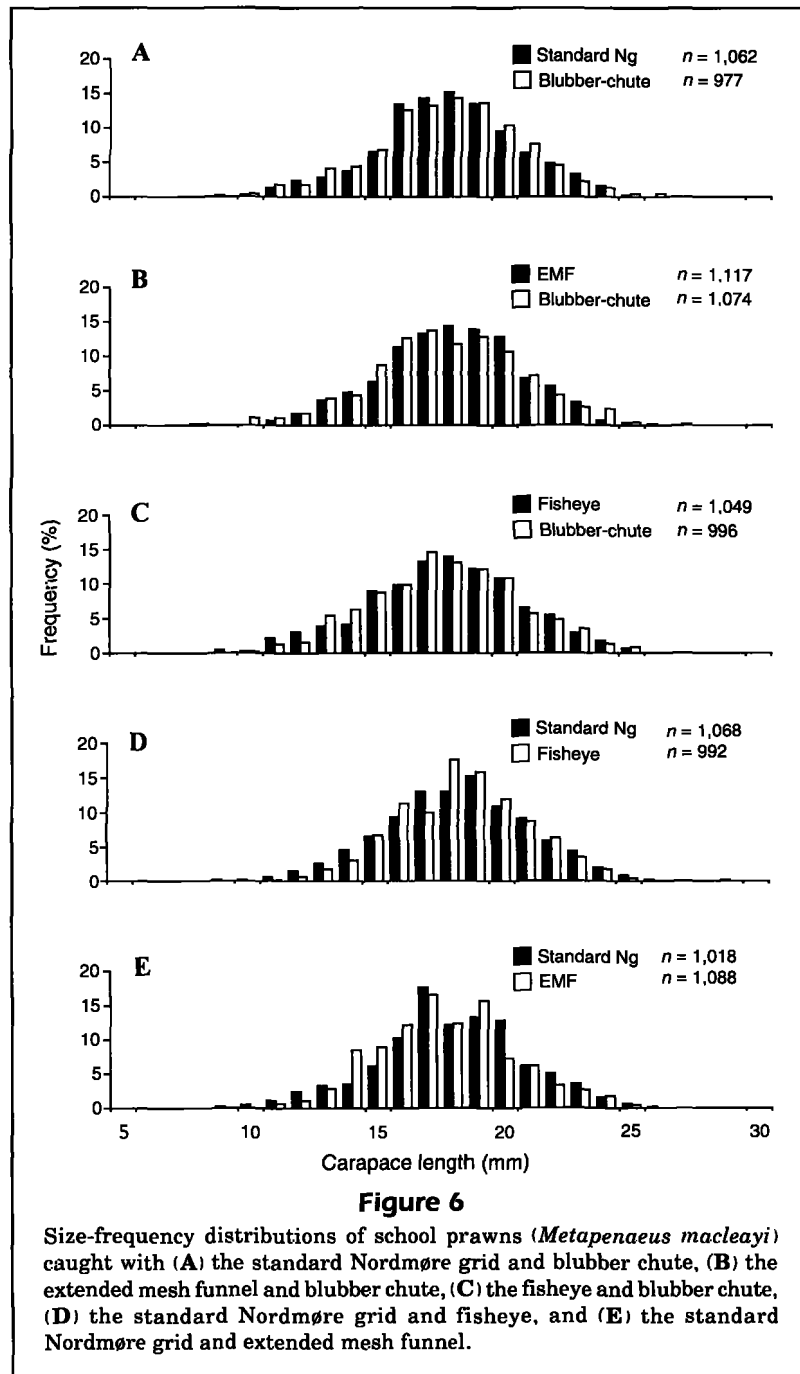 A
20
15
10
5
0
Standard Ng n = 1,062
Blubber-chute n = 977
B
20
15
10
5
0
EMF n = 1,117
Blubber-chute n = 1,074
C
20
15
10
5
0
Fisheye n = 1,049
Blubber-chute n = 996
Frequency (%)
D
20
15
10
5
0
Standard Ng n = 1,068
Fisheye n = 992
E
20
15
10
5
0
Standard Ng n = 1,018
EMF n = 1,088
5 10 15 20 25 30
Carapace length (mm)
Figure 6
Size-frequency distributions of school prawns (Metapenaeus macleayi)
caught with (A) the standard Nordmøre grid and blubber chute, (B) the
extended mesh funnel and blubber chute, (C) the fisheye and blubber chute,
(D) the standard Nordmøre grid and fisheye, and (E) the standard
Nordmøre grid and extended mesh funnel.